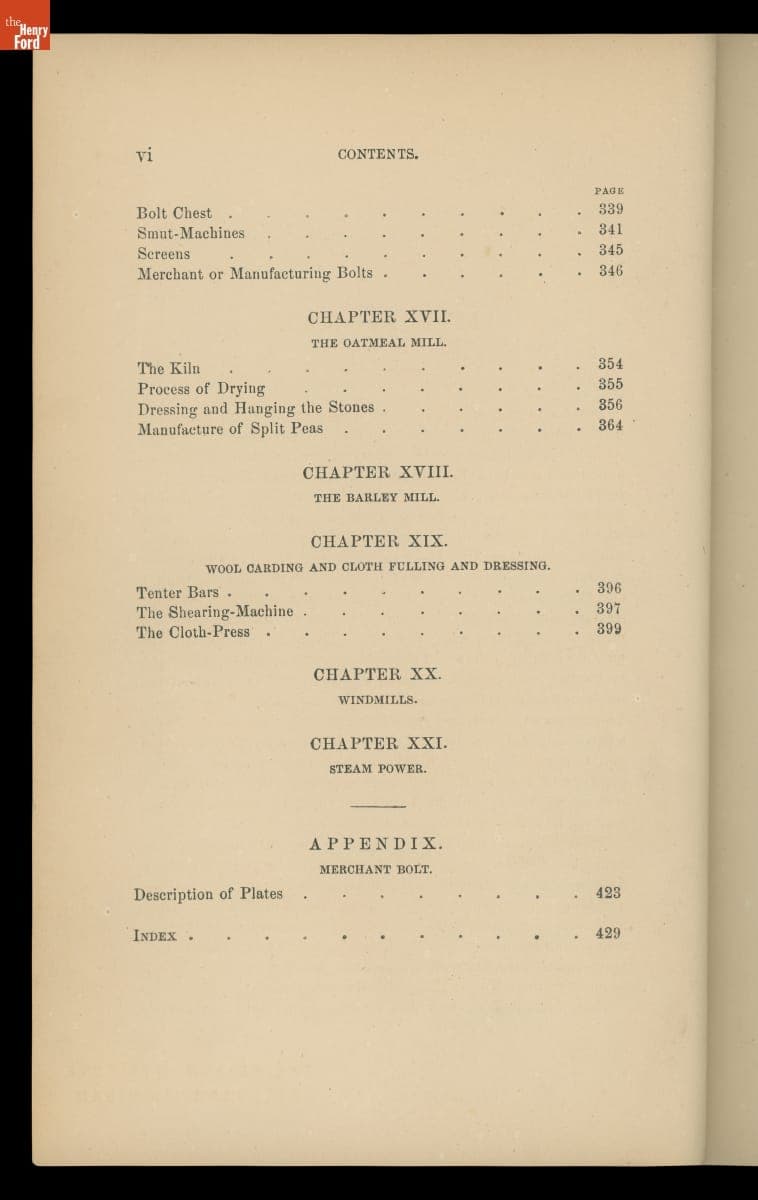 the
Henry
Ford
vi CONTENTS.
PAGE
Bolt Chest . . . . . . . . . . 339
Smut-Machines . . . . . . . . . 341
Screens . . . . . . . . . . 345
Merchant or Manufacturing Bolts . . . . . . 346
CHAPTER XVII.
THE OATMEAL MILL.
The Kiln . . . . . . . . . . 354
Process of Drying . . . . . . . . 355
Dressing and Hanging the Stones . . . . . . 356
Manufacture of Split Peas . . . . . . . 364
CHAPTER XVIII.
THE BARLEY MILL.
CHAPTER XIX.
WOOL CARDING AND CLOTH FULLING AND DRESSING.
Tenter Bars . . . . . . . . . . 396
The Shearing-Machine . . . . . . . . 397
The Cloth-Press . . . . . . . . . 399
CHAPTER XX.
WINDMILLS.
CHAPTER XXI.
STEAM POWER.
APPENDIX.
MERCHANT BOLT.
Description of Plates . . . . . . . . 423
INDEX . . . . . . . . . . . 429